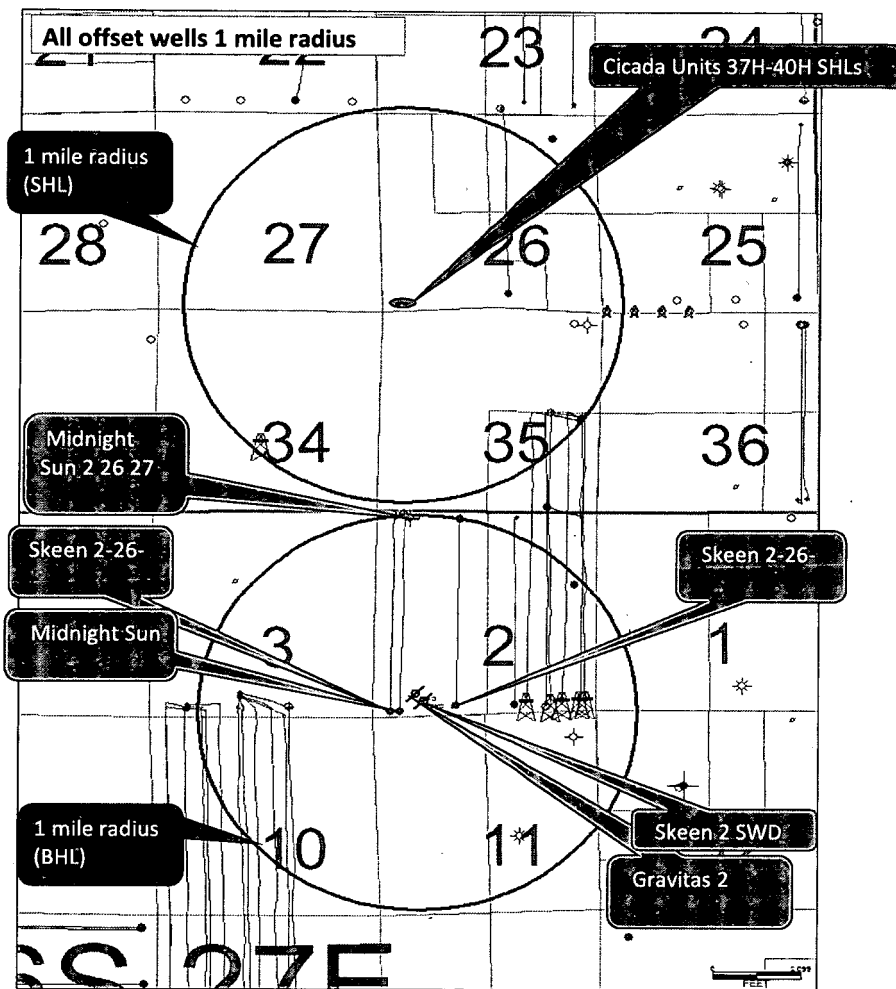 All offset wells 1 mile radius
22
23
24
Cicada Units 37H-40H SHLs
1 mile radius
(SHL)
28
27
26
25
Midnight
Sun 2 26 27
34
35
36
Skeen 2-26-
Skeen 2-26-
Midnight Sun
3
2
1
1 mile radius
(BHL)
10
11
Skeen 2 SWD
Gravitas 2
27E
FEET